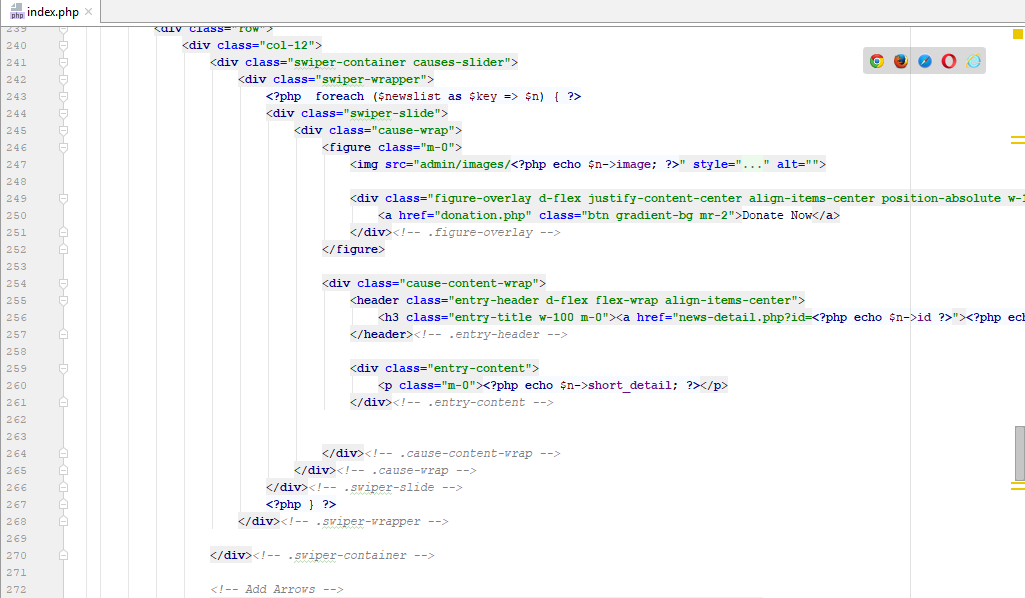 php index.php
239 <div class="row">
240 <div class="col-12">
241 <div class="swiper-container causes-slider">
242 <div class="swiper-wrapper">
243 <?php  foreach ($newslist as $key => $n) { ?>
244 <div class="swiper-slide">
245 <div class="cause-wrap">
246 <figure class="m-0">
247 <img src="admin/images/<?php echo $n->image; ?>" style="..." alt="">
248
249 <div class="figure-overlay d-flex justify-content-center align-items-center position-absolute w-1
250 <a href="donation.php" class="btn gradient-bg mr-2">Donate Now</a>
251 </div><!-- .figure-overlay -->
252 </figure>
253
254 <div class="cause-content-wrap">
255 <header class="entry-header d-flex flex-wrap align-items-center">
256 <h3 class="entry-title w-100 m-0"><a href="news-detail.php?id=<?php echo $n->id ?>"><?php ech
257 </header><!-- .entry-header -->
258
259 <div class="entry-content">
260 <p class="m-0"><?php echo $n->short_detail; ?></p>
261 </div><!-- .entry-content -->
262
263
264 </div><!-- .cause-content-wrap -->
265 </div><!-- .cause-wrap -->
266 </div><!-- .swiper-slide -->
267 <?php } ?>
268 </div><!-- .swiper-wrapper -->
269
270 </div><!-- .swiper-container -->
271
272 <!-- Add Arrows -->